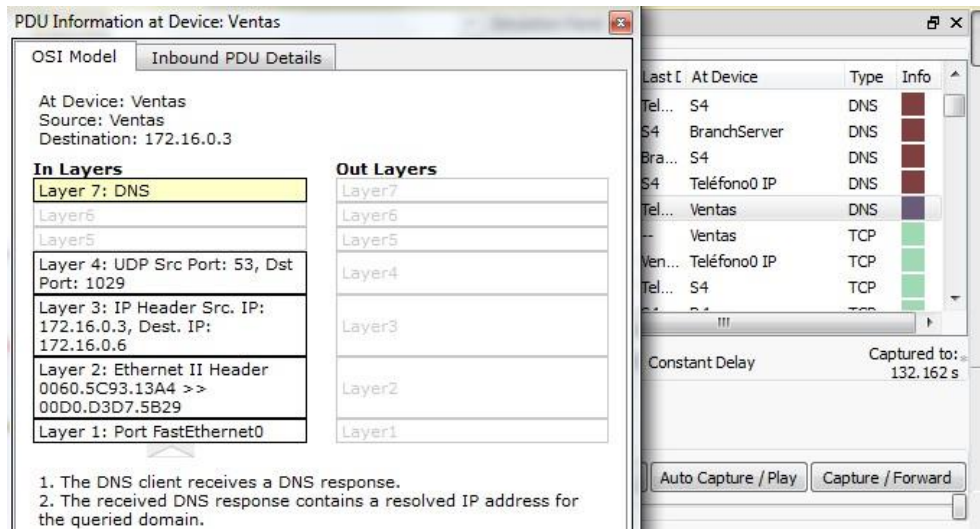 PDU Information at Device: Ventas
OSI Model
Inbound PDU Details
At Device: Ventas
Source: Ventas
Destination: 172.16.0.3
In Layers
Layer 7: DNS
Layer6
Layer5
Layer 4: UDP Src Port: 53, Dst
Port: 1029
Layer 3: IP Header Src. IP:
172.16.0.3, Dest. IP:
172.16.0.6
Layer 2: Ethernet II Header
0060.5C93.13A4 >>
00D0.D3D7.5B29
Layer 1: Port FastEthernet0
Out Layers
Layer7
Layer6
Layer5
Layer4
Layer3
Layer2
Layer1
1. The DNS client receives a DNS response.
2. The received DNS response contains a resolved IP address for
the queried domain.
Last At Device Type Info
Tel... S4 DNS
S4 BranchServer DNS
Bra... S4 DNS
S4 Teléfono0 IP DNS
Tel... Ventas DNS
-- Ventas TCP
Ven... Teléfono0 IP TCP
Tel... S4 TCP
Constant Delay
Captured to:
132.162 s
Auto Capture / Play
Capture / Forward